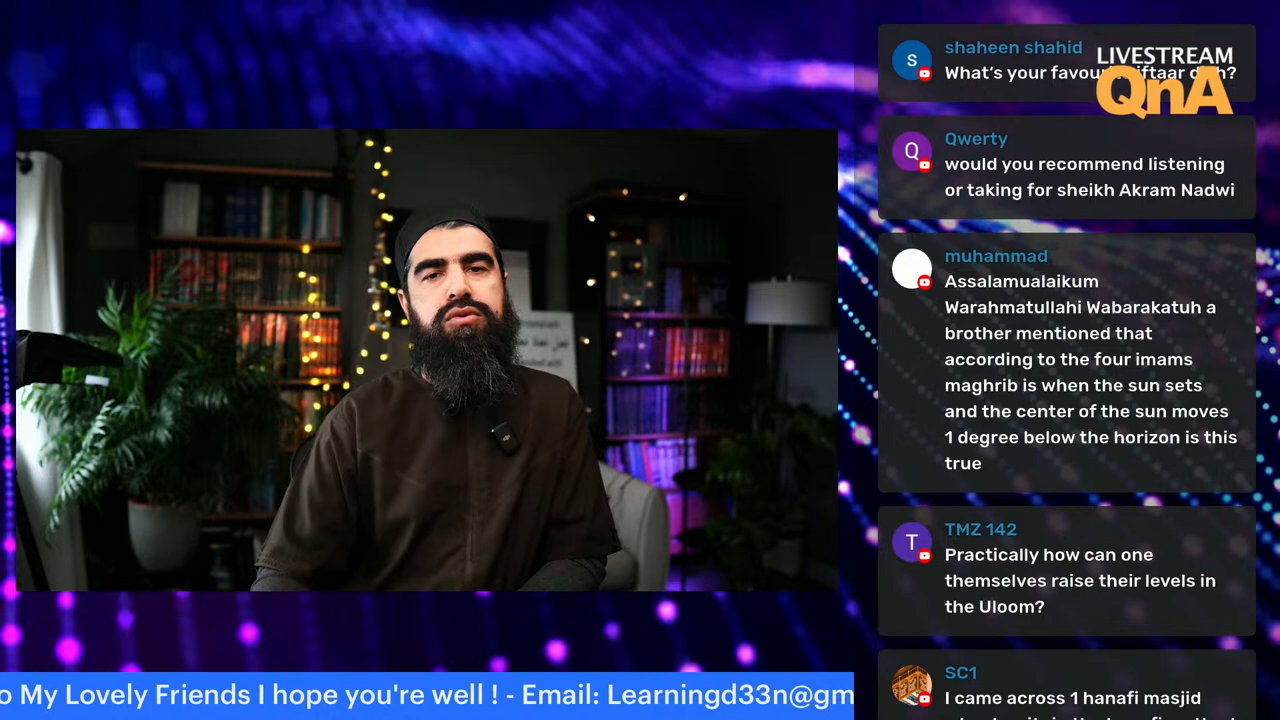 shaheen shahid
LIVESTREAM
QnA
What's your iftaar
Qwerty
would you recommend listening
or taking for sheikh Akram Nadwi
muhammad
Assalamualaikum
Warahmatullahi Wabarakatuh a
brother mentioned that
according to the four imams
maghrib is when the sun sets
and the center of the sun moves
1 degree below the horizon is this
true
TMZ 142
Practically how can one
themselves raise their levels in
the Uloom?
SC1
I came across 1 hanafi masjid
o My Lovely Friends I hope you're well ! - Email: Learningd33n@gm